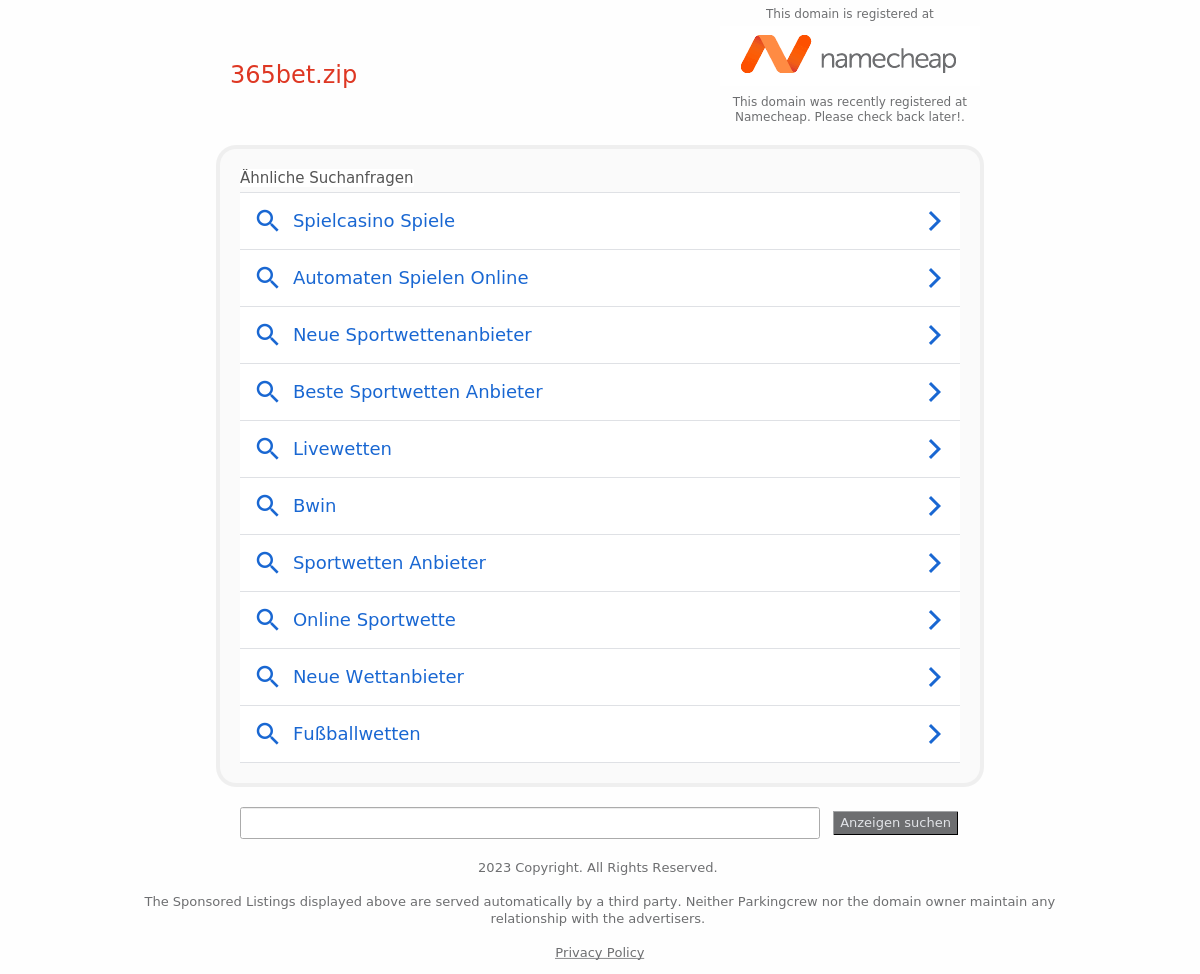 This domain is registered at
namecheap
365bet.zip
This domain was recently registered at
Namecheap. Please check back later!.
Ähnliche Suchanfragen
Spielcasino Spiele
Automaten Spielen Online
Neue Sportwettenanbieter
Beste Sportwetten Anbieter
Livewetten
Bwin
Sportwetten Anbieter
Online Sportwette
Neue Wettanbieter
Fußballwetten
Anzeigen suchen
2023 Copyright. All Rights Reserved.
The Sponsored Listings displayed above are served automatically by a third party. Neither Parkingcrew nor the domain owner maintain any
relationship with the advertisers.
Privacy Policy